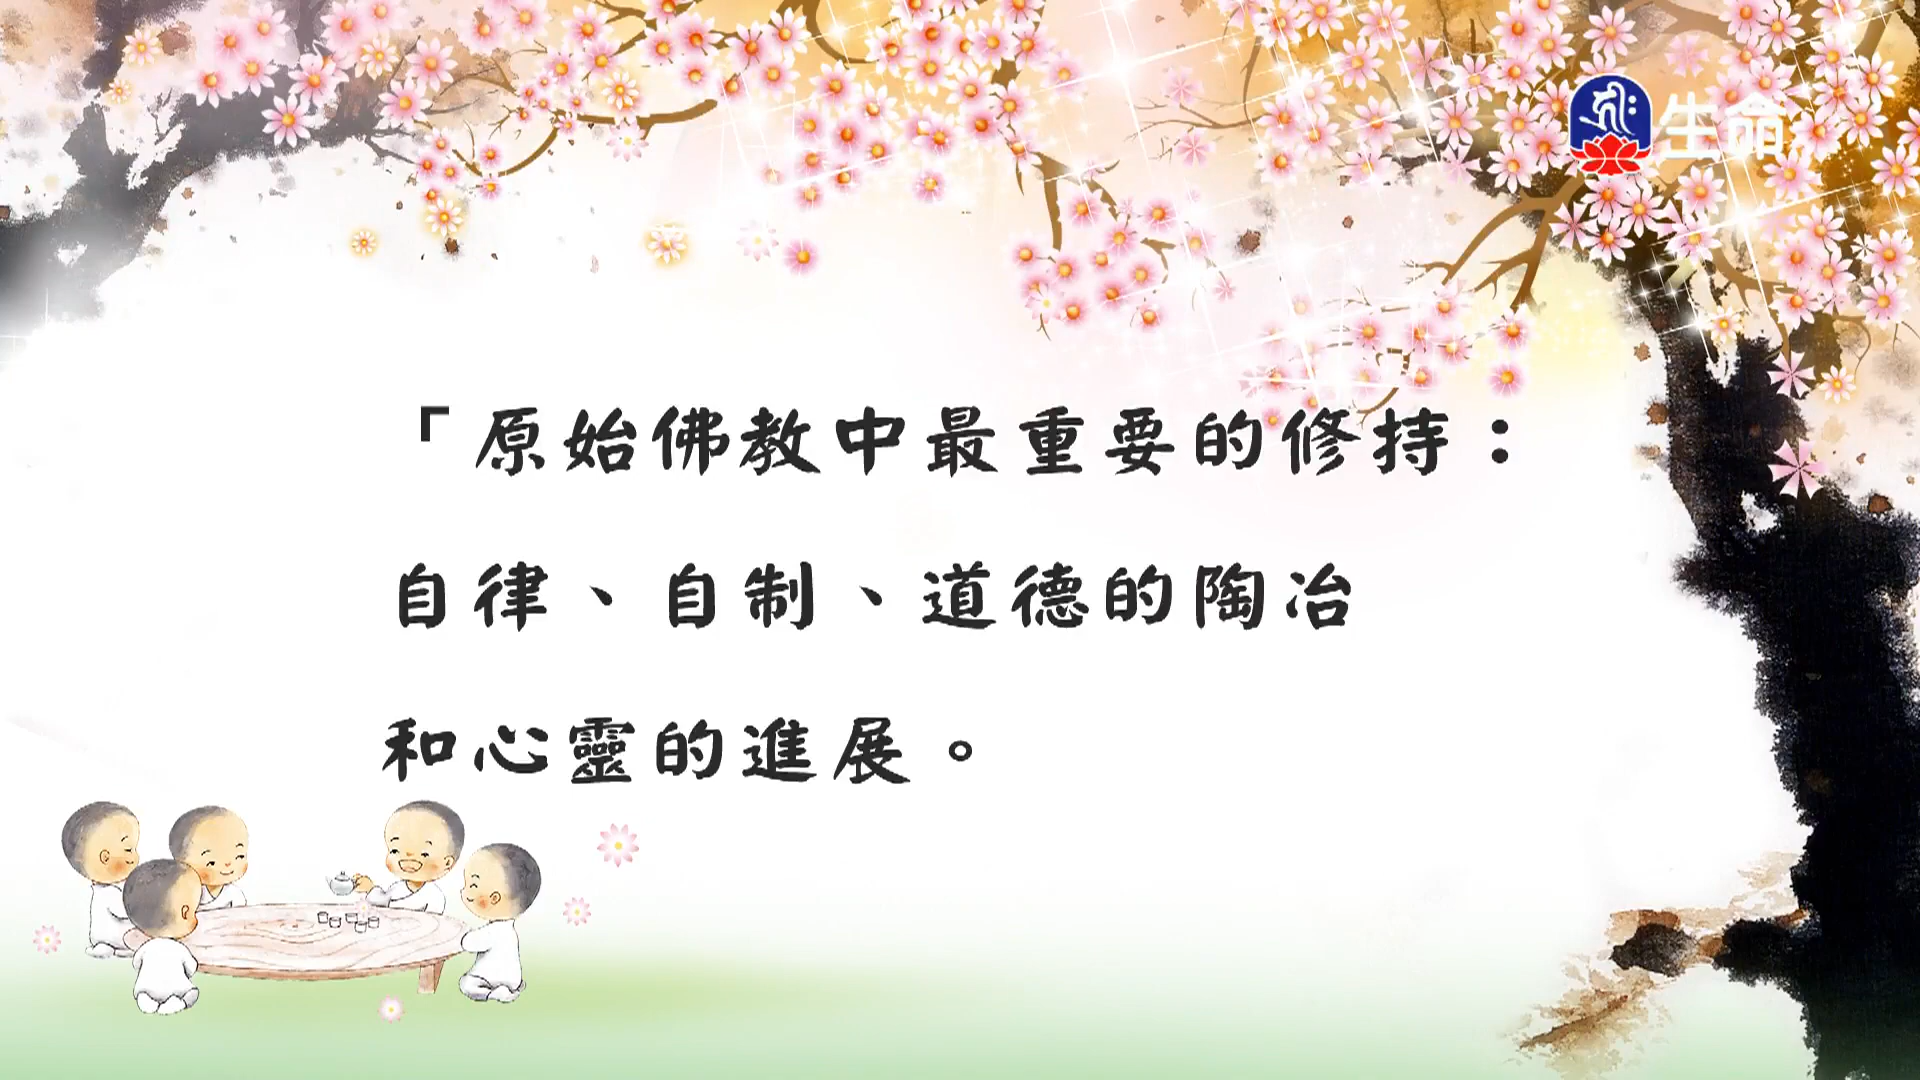 生命
「原始佛教中最重要的修持：
自律、自制、道德的陶冶
和心靈的進展。